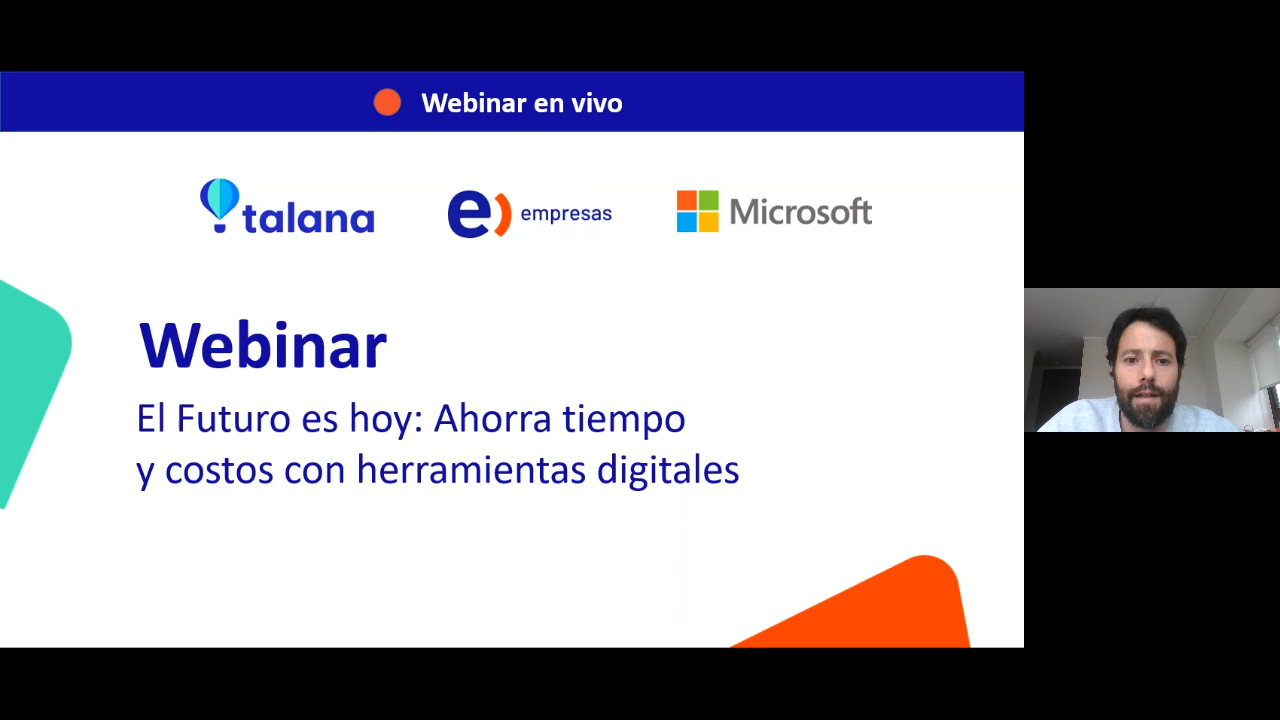 Webinar en vivo
talana
e) empresas
Microsoft
Webinar
El Futuro es hoy: Ahorra tiempo
y costos con herramientas digitales